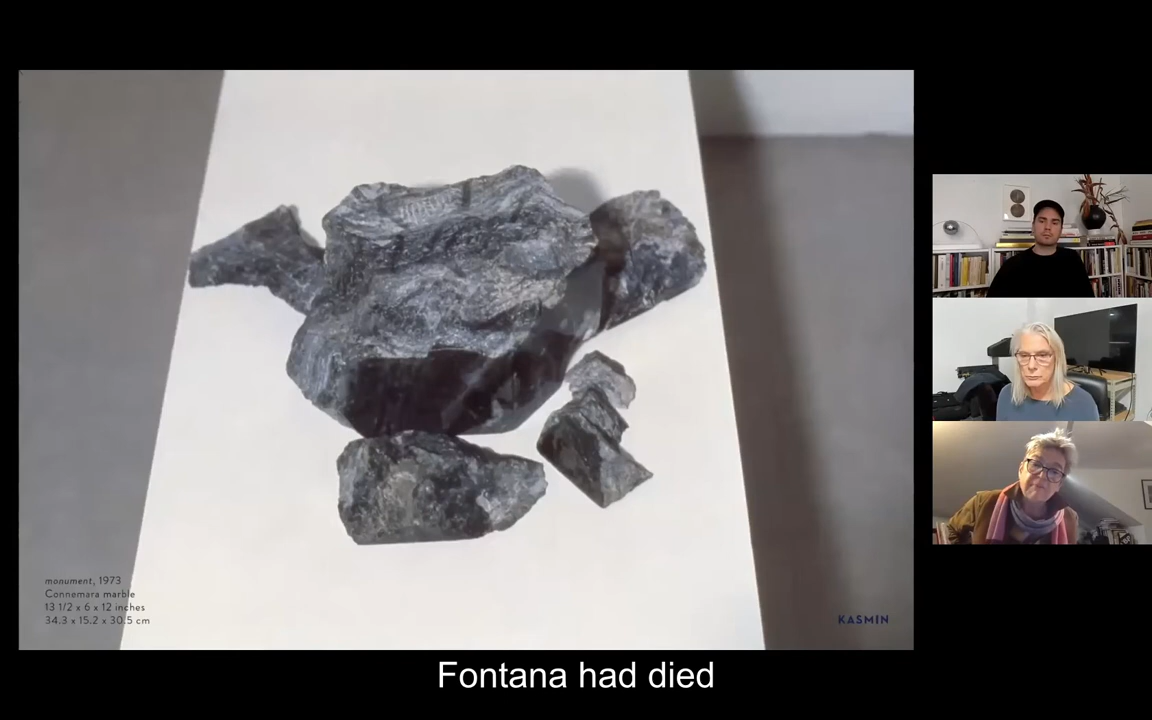 monument, 1973
Connemara marble
13 1/2 x 6 x 12 inches
34.3 x 15.2 x 30.5 cm
KASMIN
Fontana had died